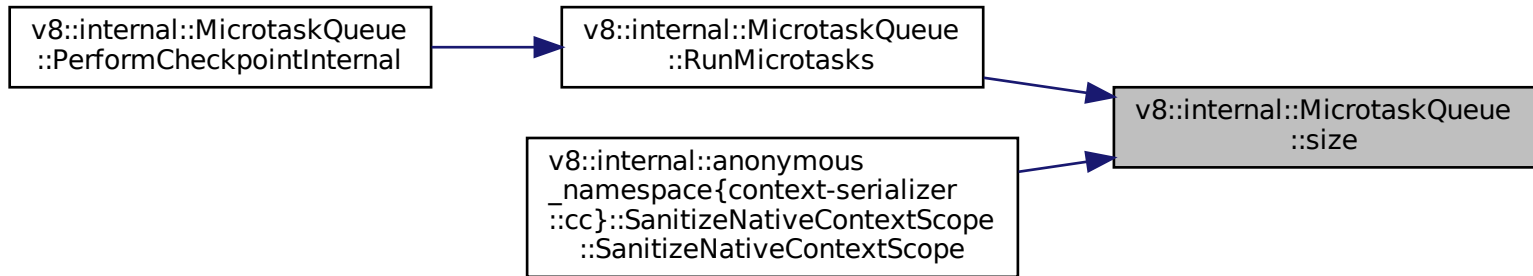 v8::internal::MicrotaskQueue
::PerformCheckpointInternal
v8::internal::MicrotaskQueue
::RunMicrotasks
v8::internal::MicrotaskQueue
::size
v8::internal::anonymous
_namespace{context-serializer
::cc}::SanitizeNativeContextScope
::SanitizeNativeContextScope